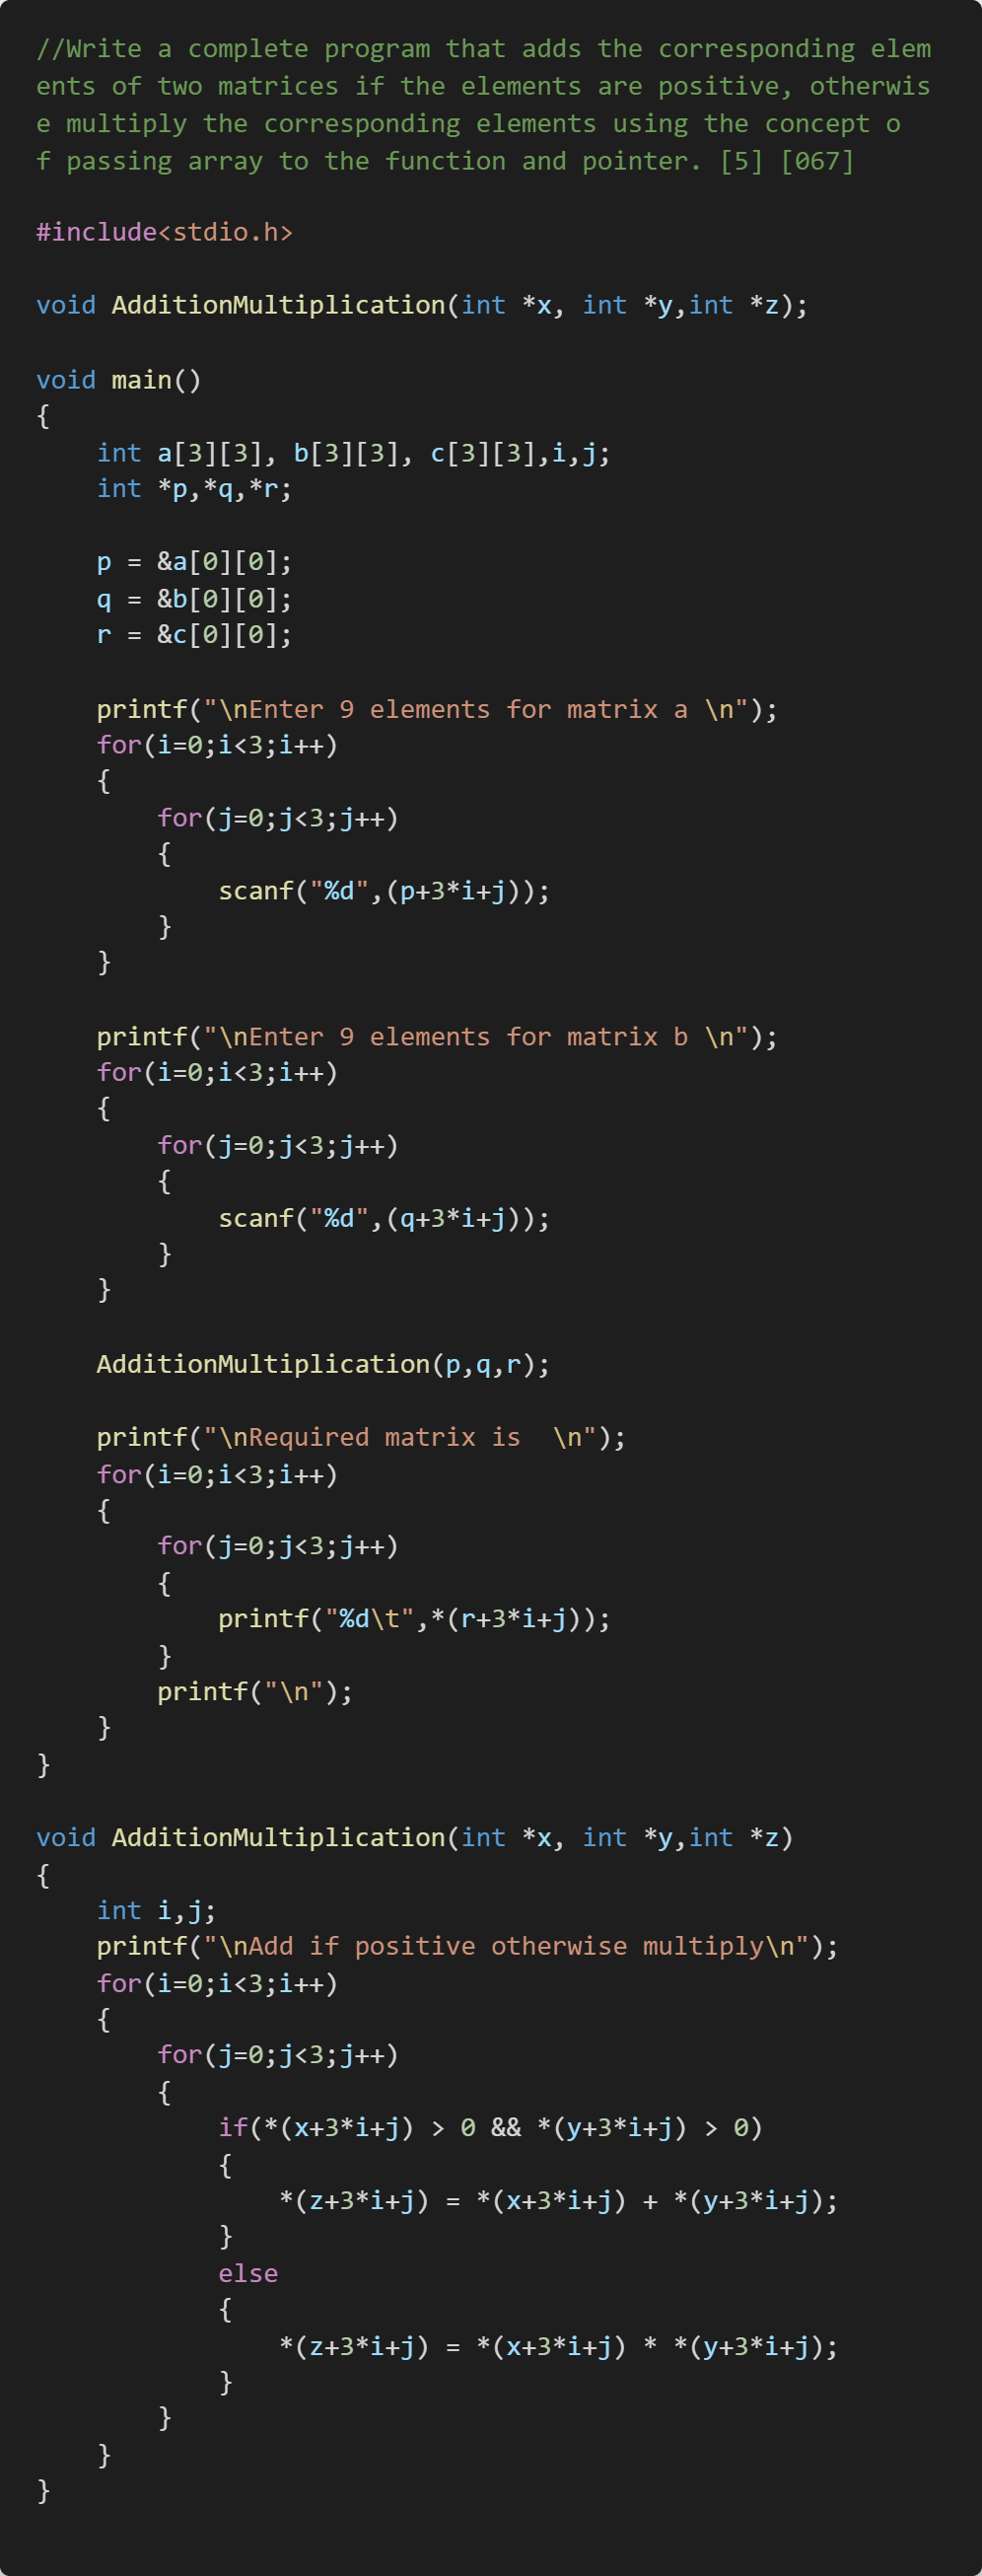 //Write a complete program that adds the corresponding elem
ents of two matrices if the elements are positive, otherwis
e multiply the corresponding elements using the concept o
f passing array to the function and pointer. [5] [067]

#include<stdio.h>

void AdditionMultiplication(int *x, int *y,int *z);

void main()
{
    int a[3][3], b[3][3], c[3][3],i,j;
    int *p,*q,*r;

    p = &a[0][0];
    q = &b[0][0];
    r = &c[0][0];

    printf("\nEnter 9 elements for matrix a \n");
    for(i=0;i<3;i++)
    {
        for(j=0;j<3;j++)
        {
            scanf("%d",(p+3*i+j));
        }
    }

    printf("\nEnter 9 elements for matrix b \n");
    for(i=0;i<3;i++)
    {
        for(j=0;j<3;j++)
        {
            scanf("%d",(q+3*i+j));
        }
    }

    AdditionMultiplication(p,q,r);

    printf("\nRequired matrix is  \n");
    for(i=0;i<3;i++)
    {
        for(j=0;j<3;j++)
        {
            printf("%d\t",*(r+3*i+j));
        }
        printf("\n");
    }
}

void AdditionMultiplication(int *x, int *y,int *z)
{
    int i,j;
    printf("\nAdd if positive otherwise multiply\n");
    for(i=0;i<3;i++)
    {
        for(j=0;j<3;j++)
        {
            if(*(x+3*i+j) > 0 && *(y+3*i+j) > 0)
            {
                *(z+3*i+j) = *(x+3*i+j) + *(y+3*i+j);
            }
            else
            {
                *(z+3*i+j) = *(x+3*i+j) * *(y+3*i+j);
            }
        }
    }
}